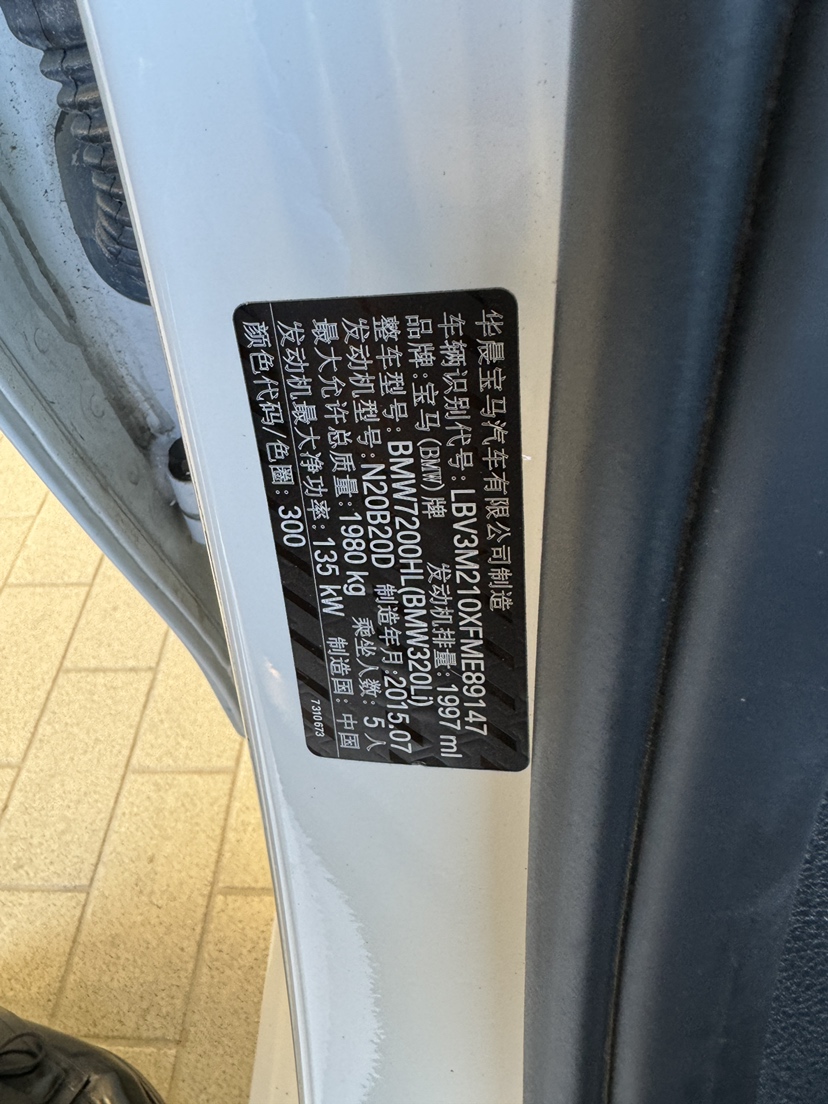 华晨宝马汽车有限公司制造
车辆识别代号: LBV3M210XFME89147
品牌: 宝马(BMW)牌 发动机排量: 1997 ml
整车型号: BMW7200HL(BMW320Li)
发动机型号: N20B20D 制造年月: 2015.07
最大允许总质量: 1980 kg 乘坐人数: 5 人
发动机最大净功率: 135 kW 制造国: 中国
颜色代码/色圈: 300 7310673